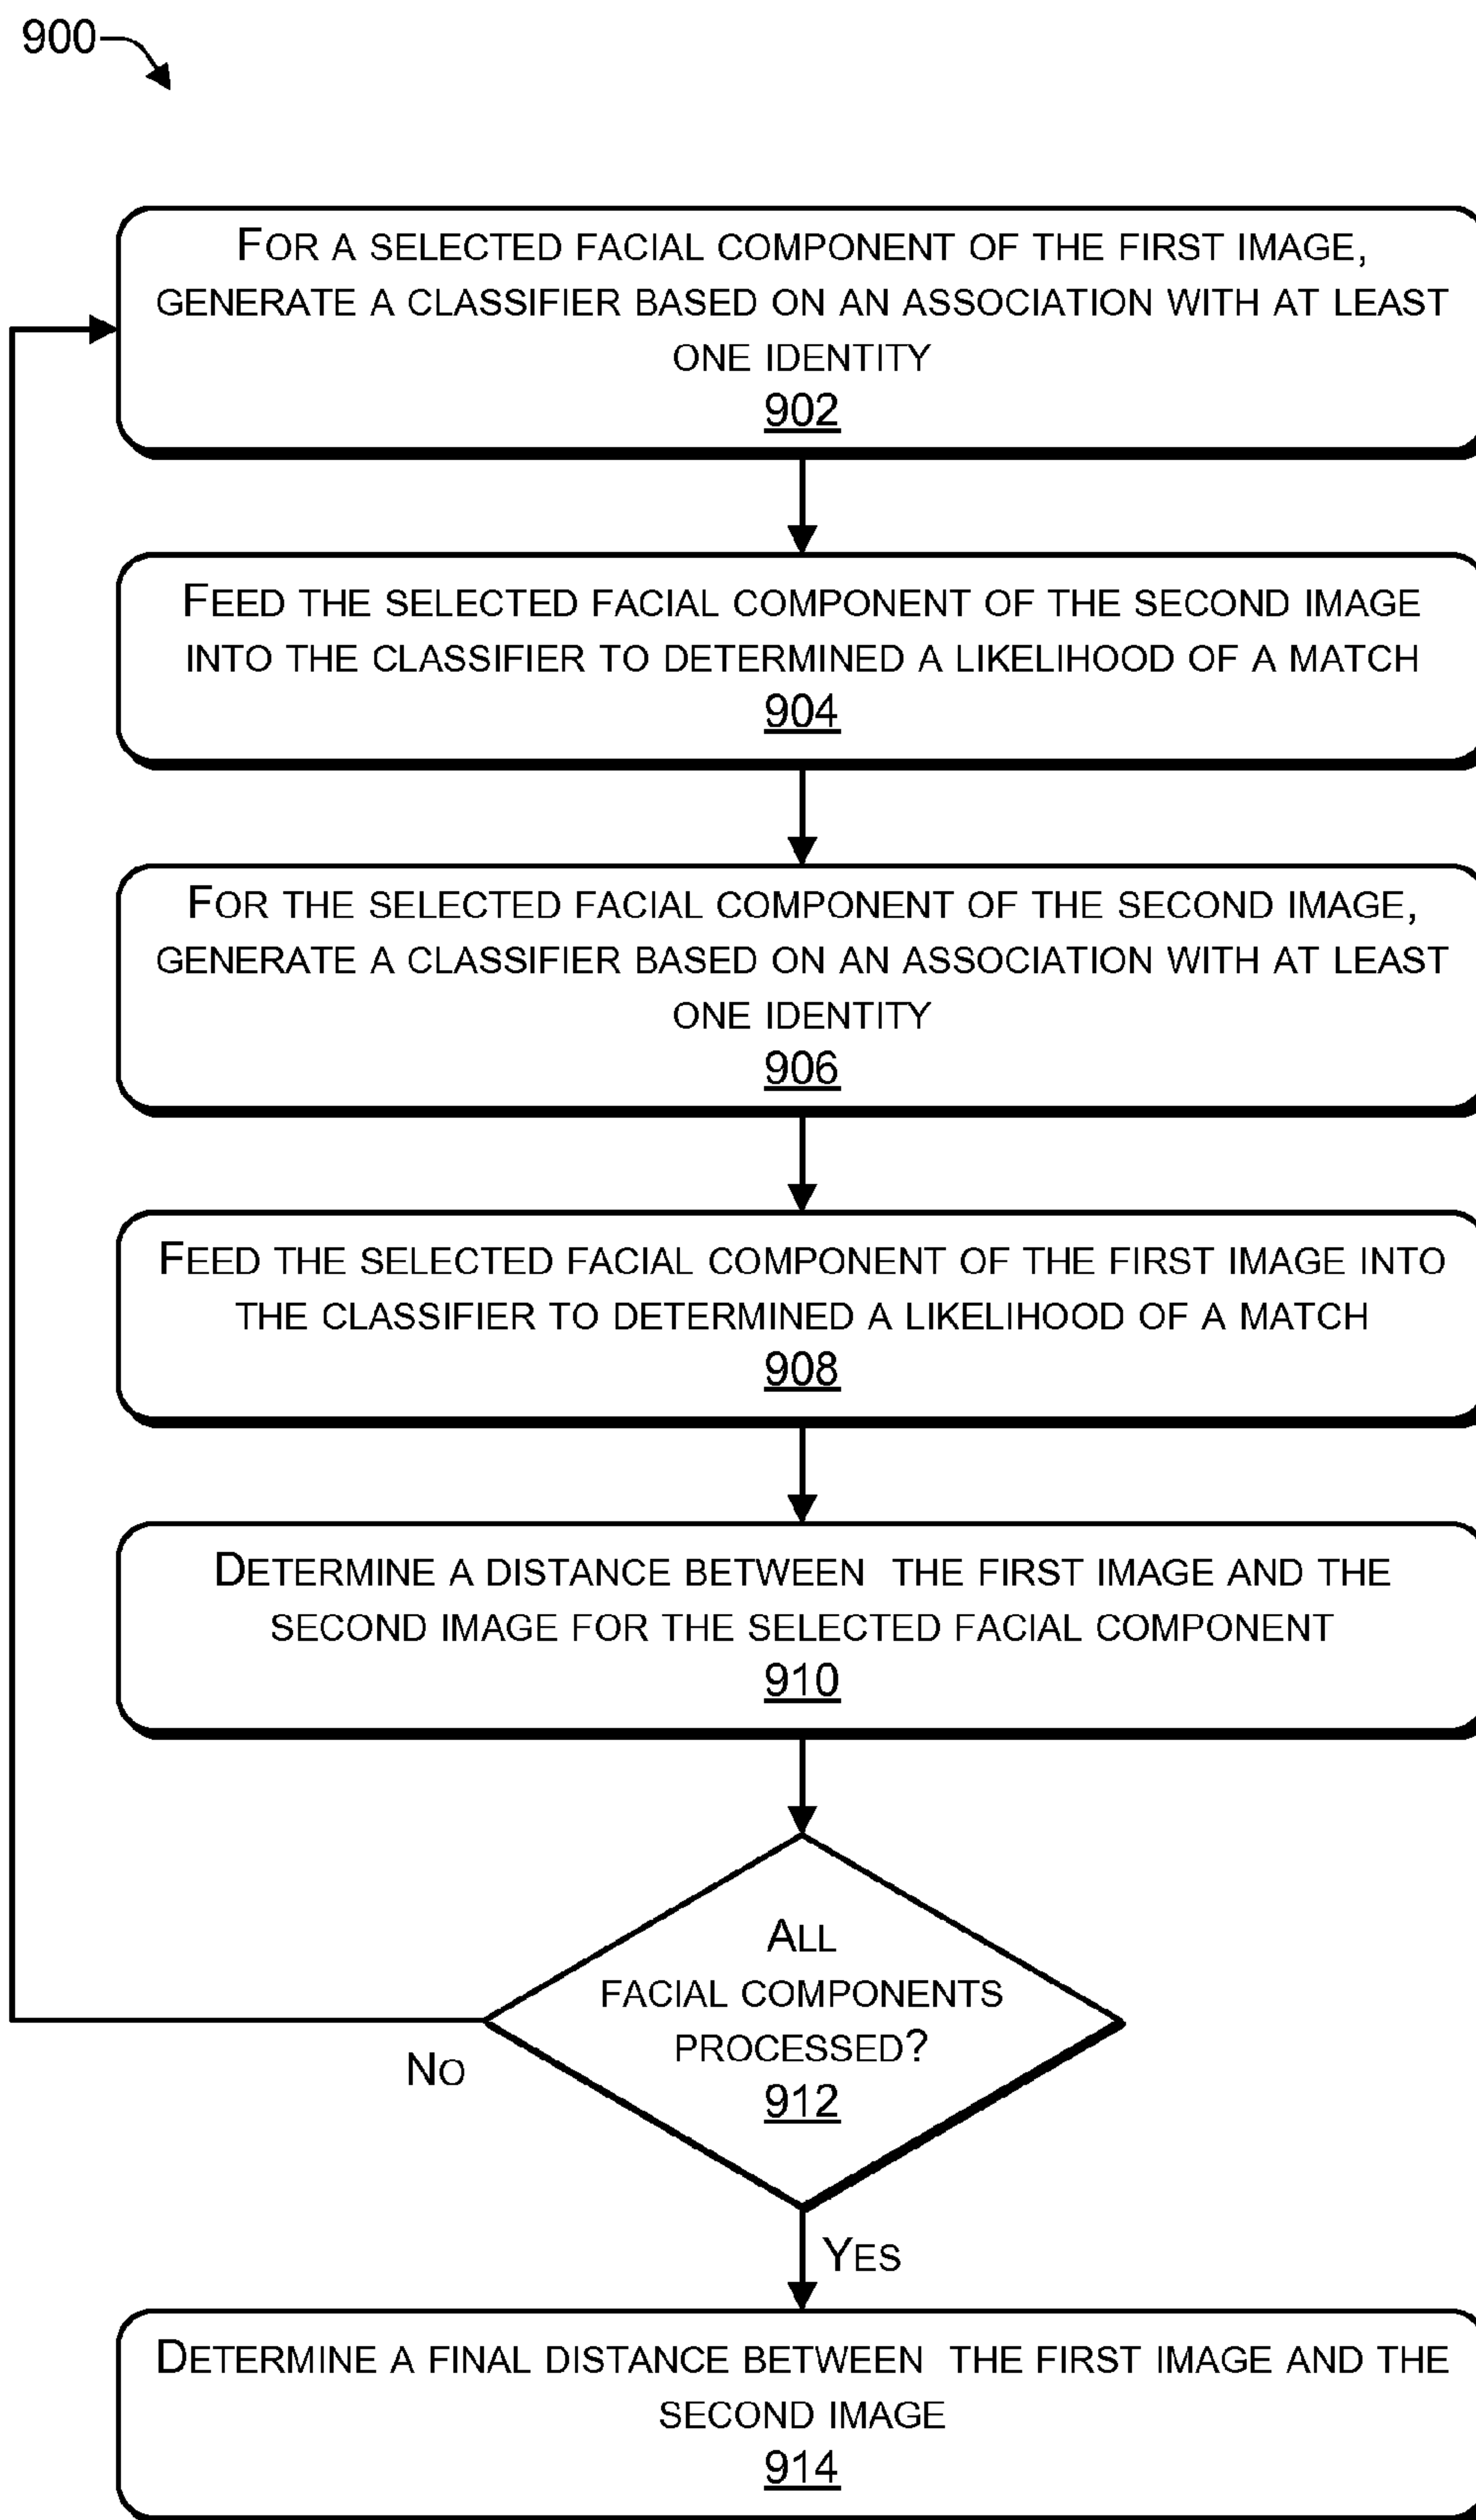 900
FOR A SELECTED FACIAL COMPONENT OF THE FIRST IMAGE,
GENERATE A CLASSIFIER BASED ON AN ASSOCIATION WITH AT LEAST
ONE IDENTITY
902
FEED THE SELECTED FACIAL COMPONENT OF THE SECOND IMAGE
INTO THE CLASSIFIER TO DETERMINED A LIKELIHOOD OF A MATCH
904
FOR THE SELECTED FACIAL COMPONENT OF THE SECOND IMAGE,
GENERATE A CLASSIFIER BASED ON AN ASSOCIATION WITH AT LEAST
ONE IDENTITY
906
FEED THE SELECTED FACIAL COMPONENT OF THE FIRST IMAGE INTO
THE CLASSIFIER TO DETERMINED A LIKELIHOOD OF A MATCH
908
DETERMINE A DISTANCE BETWEEN THE FIRST IMAGE AND THE
SECOND IMAGE FOR THE SELECTED FACIAL COMPONENT
910
ALL
FACIAL COMPONENTS
PROCESSED?
912
NO
YES
DETERMINE A FINAL DISTANCE BETWEEN THE FIRST IMAGE AND THE
SECOND IMAGE
914